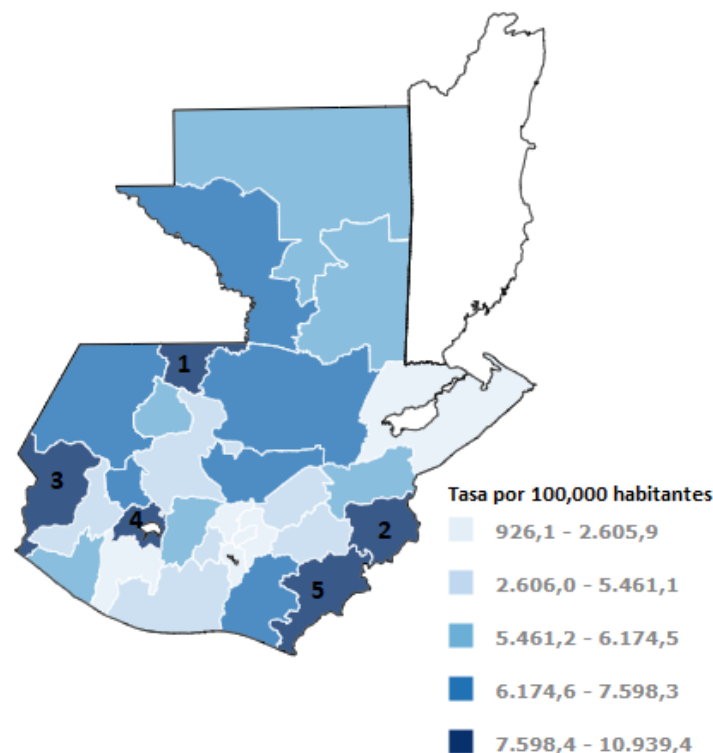 1
3
4
2
5
Tasa por 100,000 habitantes
926,1 - 2.605,9
2.606,0 - 5.461,1
5.461,2 - 6.174,5
6.174,6 - 7.598,3
7.598,4 - 10.939,4